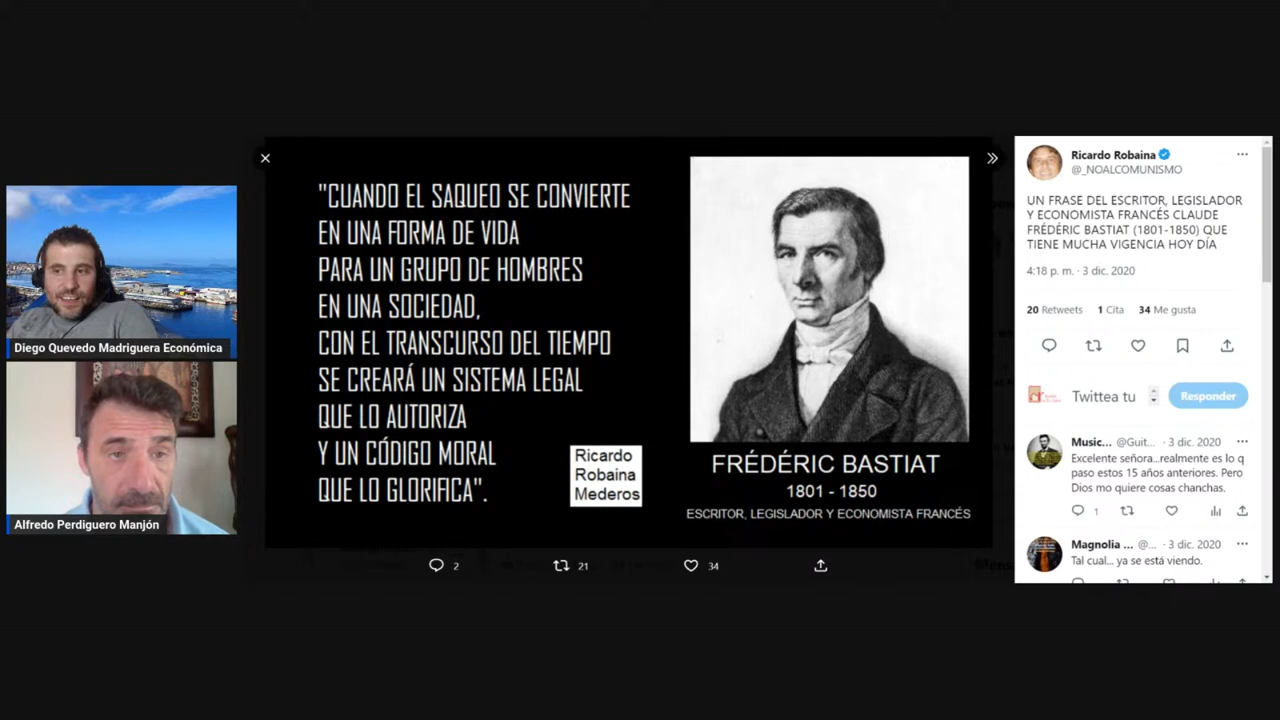 Diego Quevedo Madriguera Económica
Alfredo Perdiguero Manjón
"CUANDO EL SAQUEO SE CONVIERTE
EN UNA FORMA DE VIDA
PARA UN GRUPO DE HOMBRES
EN UNA SOCIEDAD,
CON EL TRANSCURSO DEL TIEMPO
SE CREARÁ UN SISTEMA LEGAL
QUE LO AUTORIZA
Y UN CÓDIGO MORAL
QUE LO GLORIFICA".
Ricardo
Robaina
Mederos
FRÉDÉRIC BASTIAT
1801 - 1850
ESCRITOR, LEGISLADOR Y ECONOMISTA FRANCÉS
2 21 34
Ricardo Robaina
@_NOALCOMUNISMO
UN FRASE DEL ESCRITOR, LEGISLADOR
Y ECONOMISTA FRANCÉS CLAUDE
FRÉDÉRIC BASTIAT (1801-1850) QUE
TIENE MUCHA VIGENCIA HOY DÍA
4:18 p. m. · 3 dic. 2020
20 Retweets 1 Cita 34 Me gusta
Twittea tu
Responder
Music... @Guit... · 3 dic. 2020
Excelente señora...realmente es lo q
paso estos 15 años anteriores. Pero
Dios mo quiere cosas chanchas.
1
Magnolia ... @... · 3 dic. 2020
Tal cual... ya se está viendo.